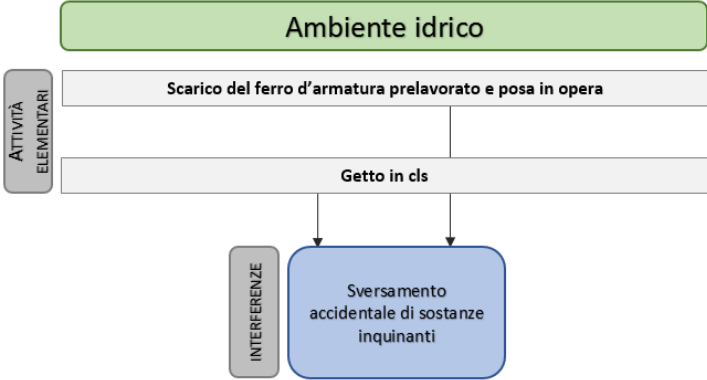 Ambiente idrico
ATTIVITÀ
ELEMENTARI
Scarico del ferro d’armatura prelavorato e posa in opera
Getto in cls
INTERFERENZE
Sversamento
accidentale di sostanze
inquinanti